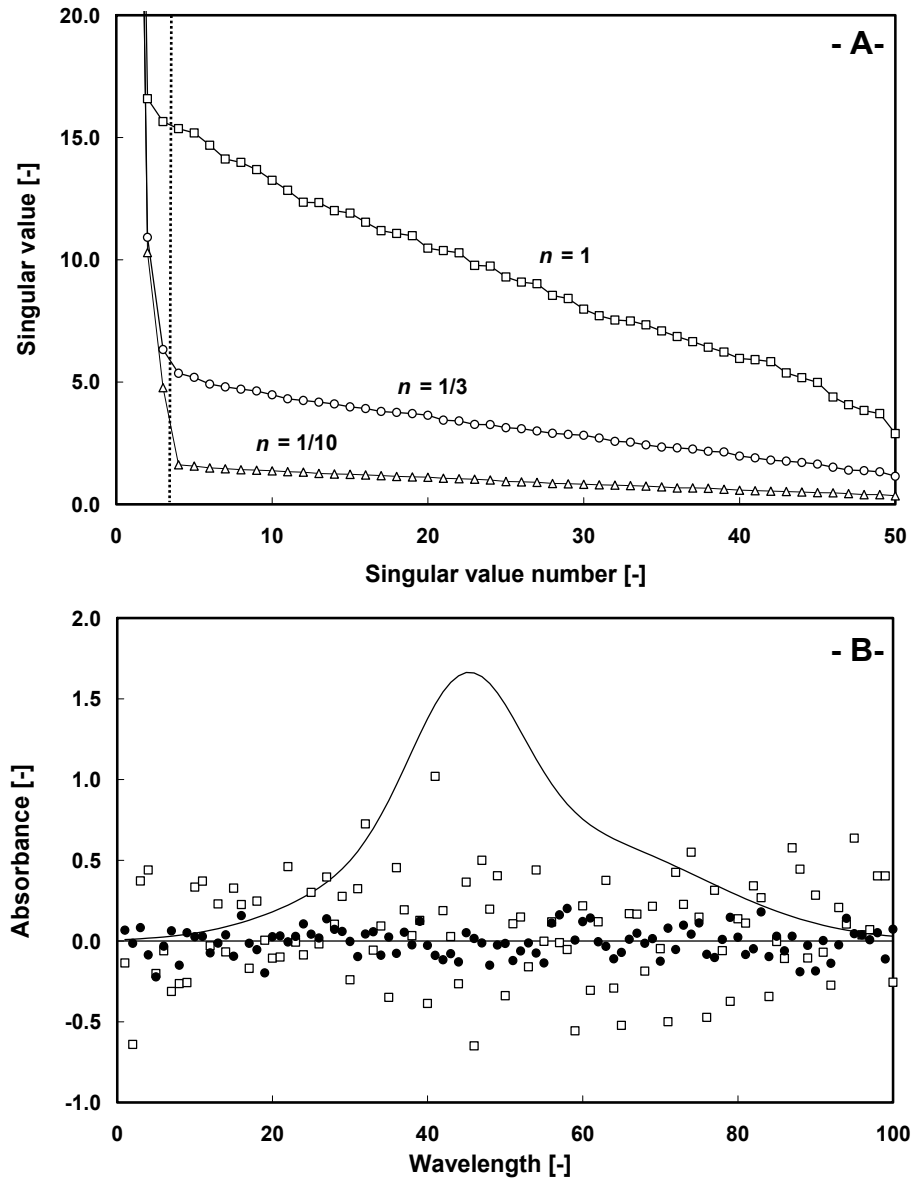 - A-
20.0
15.0
10.0
5.0
0.0
Singular value [-]
n = 1
n = 1/3
n = 1/10
0 10 20 30 40 50
Singular value number [-]
- B-
2.0
1.5
1.0
0.5
0.0
-0.5
-1.0
Absorbance [-]
0 20 40 60 80 100
Wavelength [-]